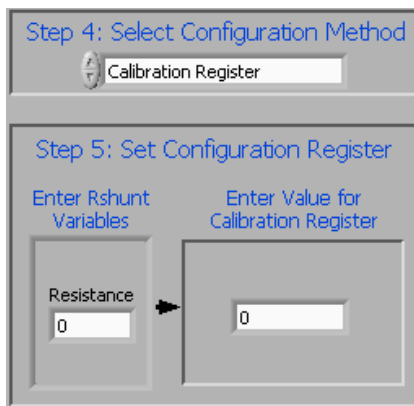 Step 4: Select Configuration Method
Calibration Register
Step 5: Set Configuration Register
Enter Rshunt
Variables
Enter Value for
Calibration Register
Resistance
0
0